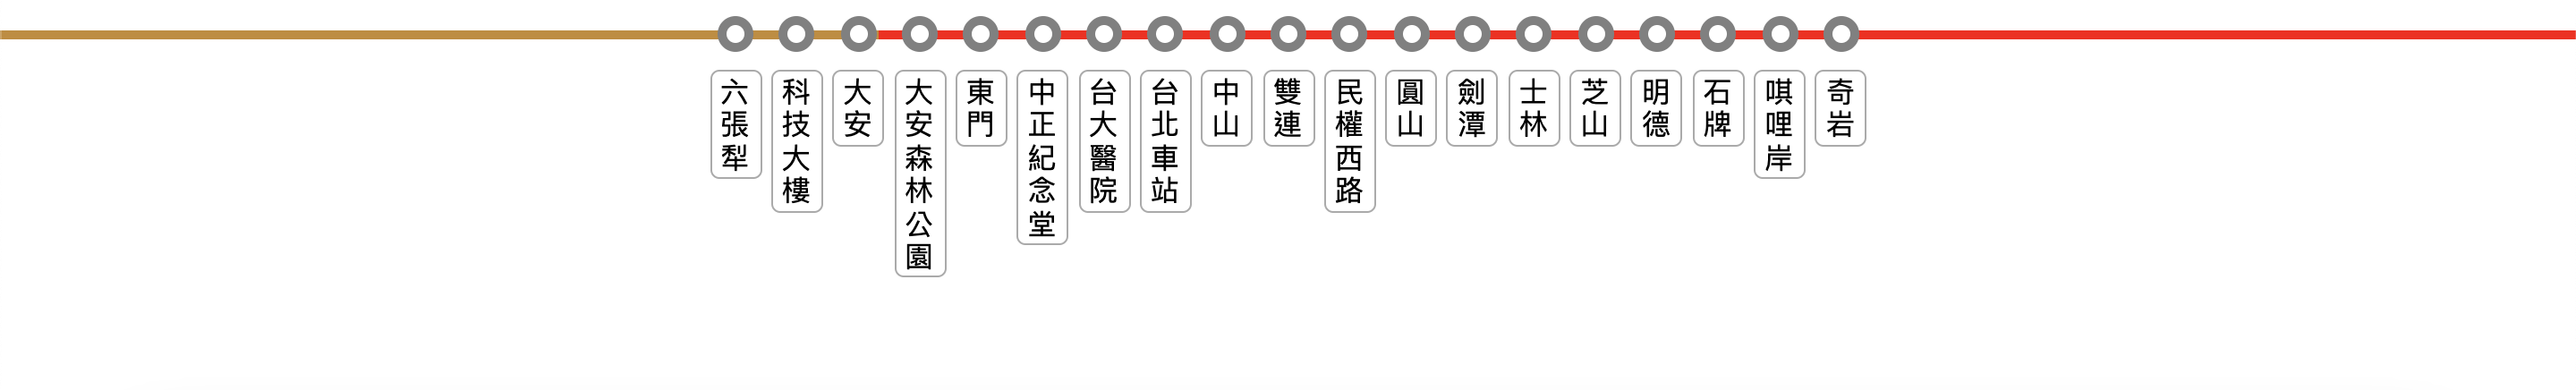 六張犁
科技大樓
大安
大安森林公園
東門
中正紀念堂
台大醫院
台北車站
中山
雙連
民權西路
圓山
劍潭
士林
芝山
明德
石牌
唭哩岸
奇岩